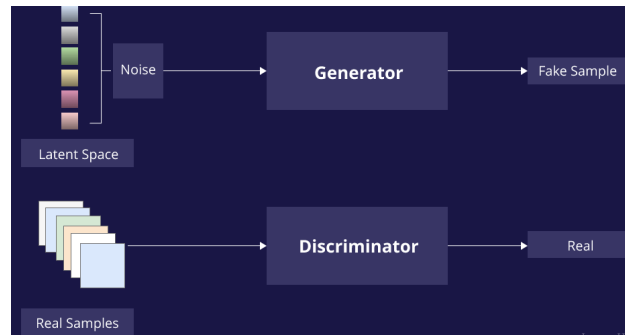 Noise
Generator
Fake Sample
Latent Space
Discriminator
Real
Real Samples